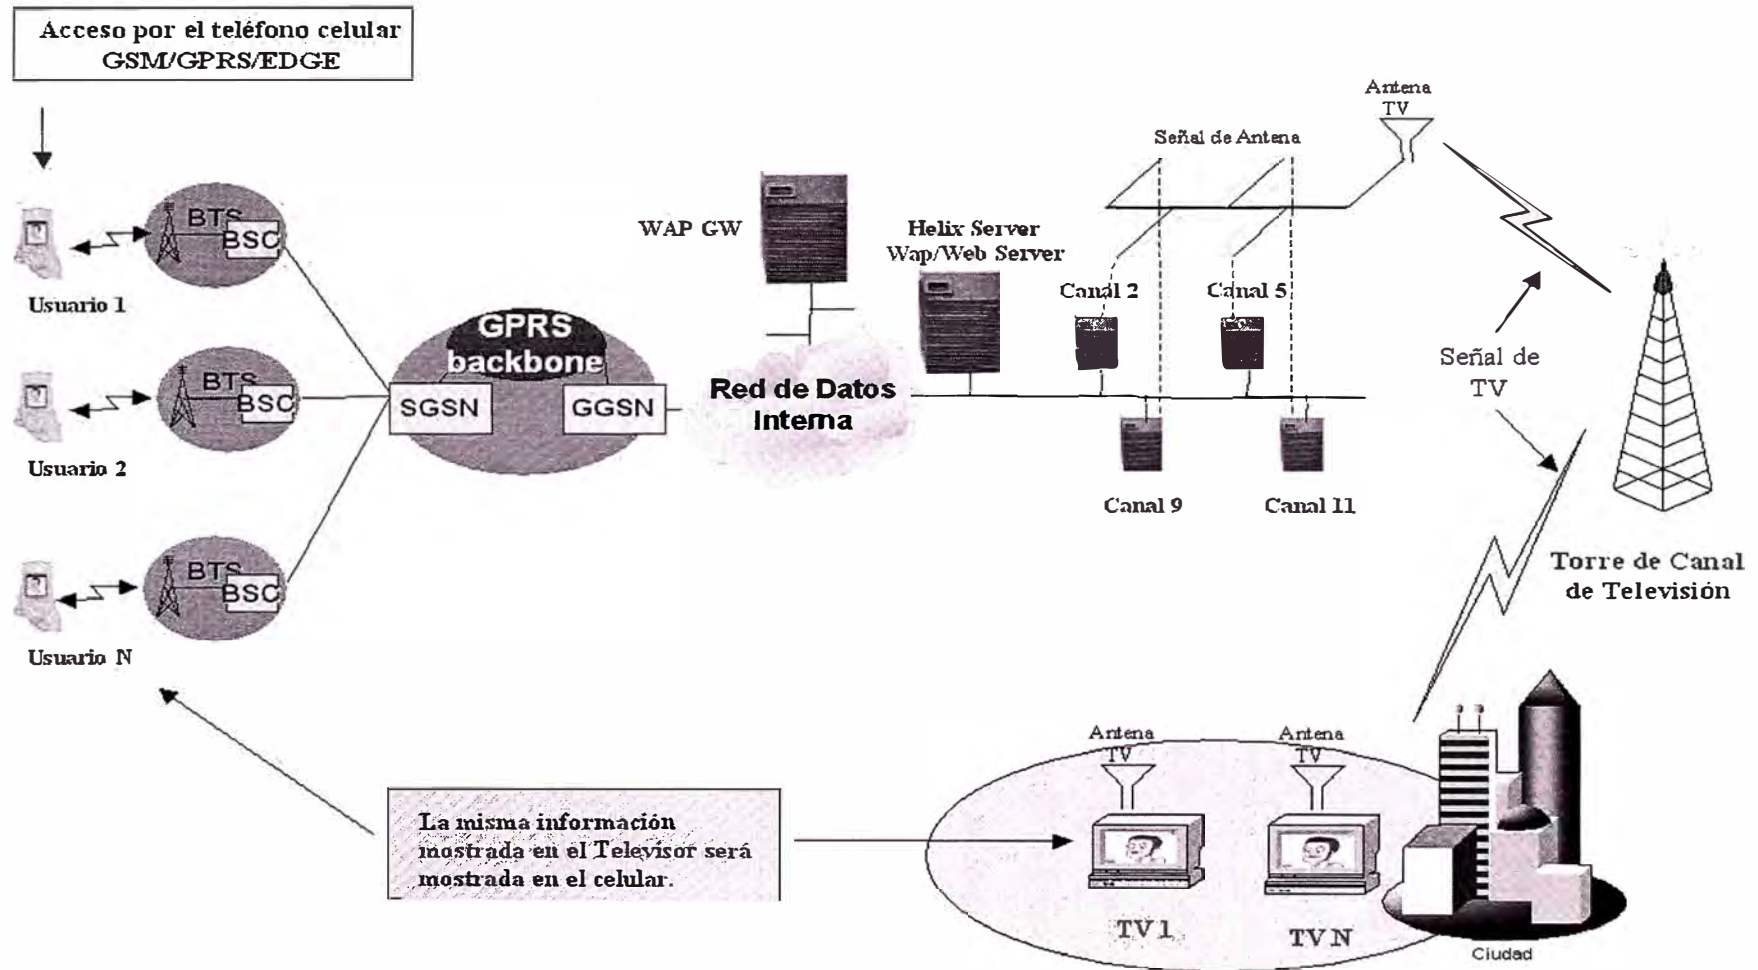 Acceso por el teléfono celular
GSM/GPRS/EDGE
Antena
TV
Señal de Antena
BTS
BSC
WAP GW
Helix Server
Wap/Web Server
Canal 2
Canal 5
Usuario 1
GPRS
backbone
Señal de
TV
BTS
BSC
SGSN
GGSN
Red de Datos
Interna
Usuario 2
Canal 9
Canal 11
Torre de Canal
de Televisión
BTS
BSC
Usuario N
Antena
TV
Antena
TV
La misma información
mostrada en el Televisor será
mostrada en el celular.
TV 1
TV N
Ciudad